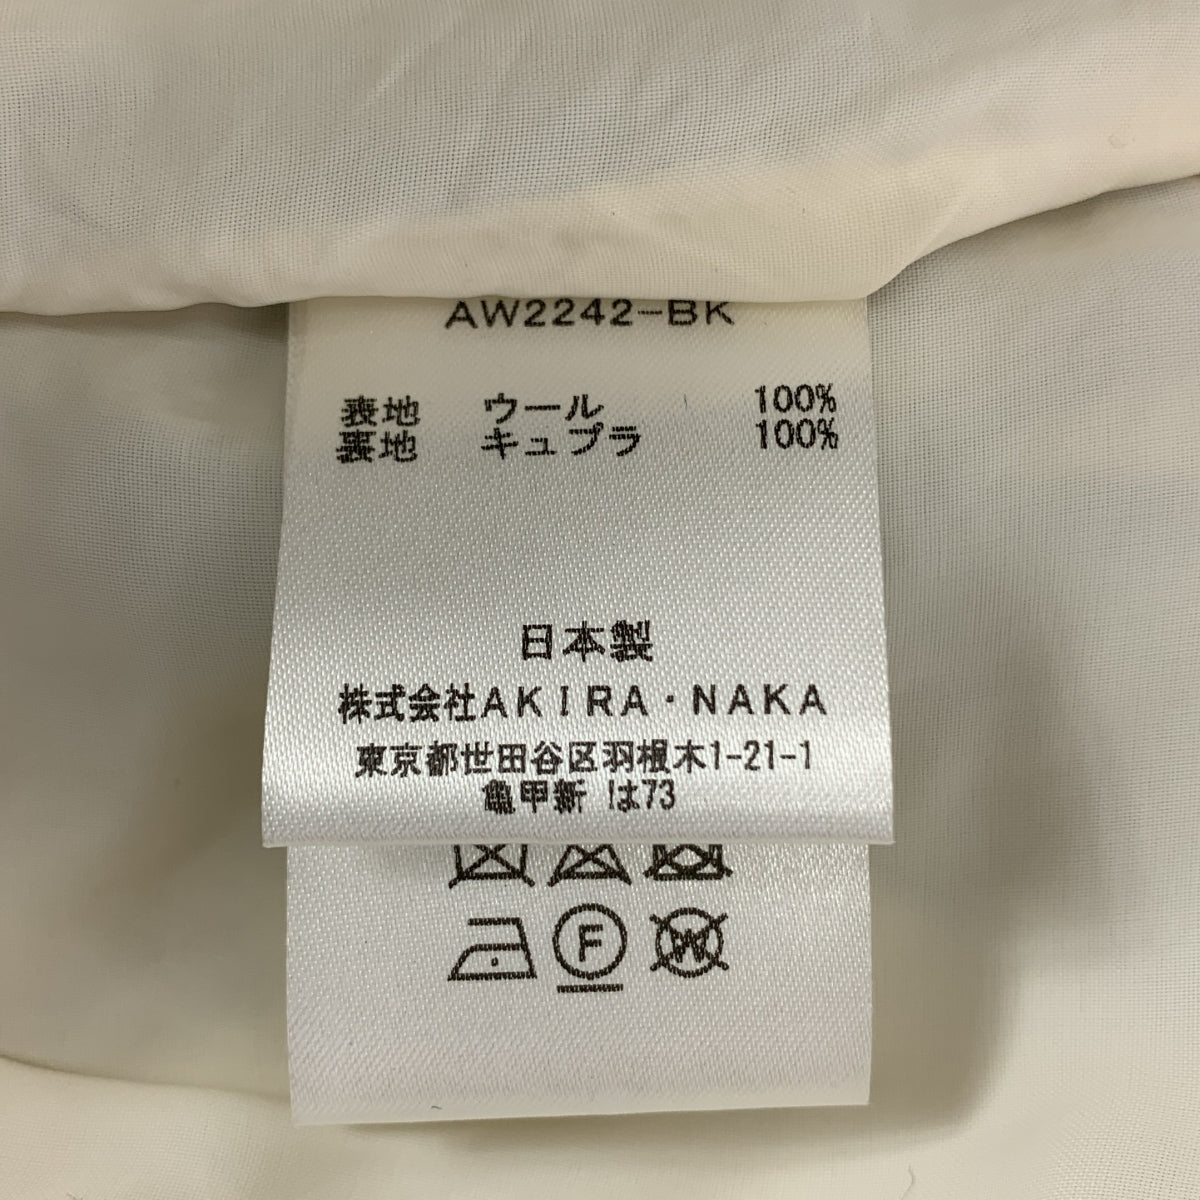 AW2242-BK
表地 ウール 100%
裏地 キュプラ 100%
日本製
株式会社AKIRA・NAKA
東京都世田谷区羽根木1-21-1
亀甲新 は73
F
W